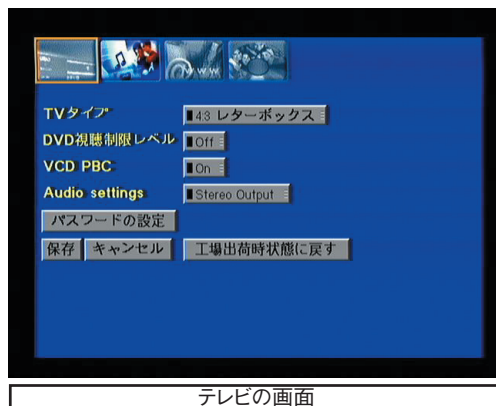 www
TVタイプ 4:3 レターボックス
DVD視聴制限レベル Off
VCD PBC On
Audio settings Stereo Output
パスワードの設定
保存 キャンセル 工場出荷時状態に戻す
テレビの画面